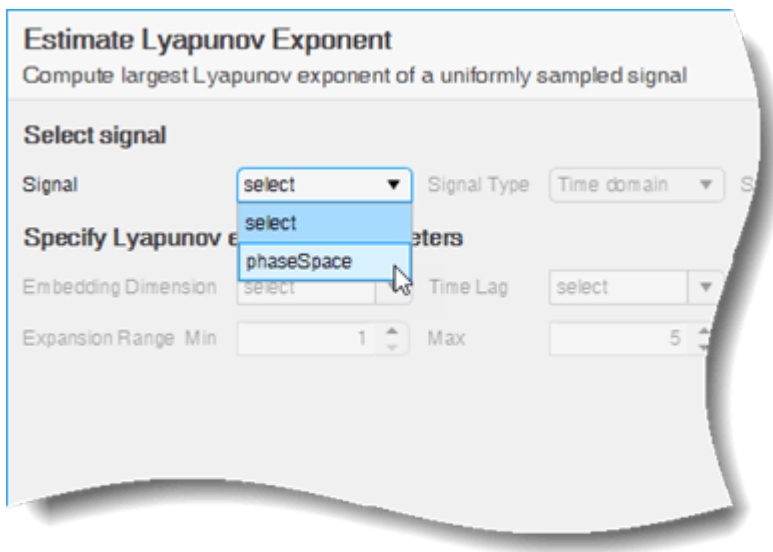 Estimate Lyapunov Exponent
Compute largest Lyapunov exponent of a uniformly sampled signal
Select signal
Signal select Signal Type Time domain
select
Specify Lyapunov
phaseSpace
Embedding Dimension select Time Lag select
Expansion Range Min 1 Max 5